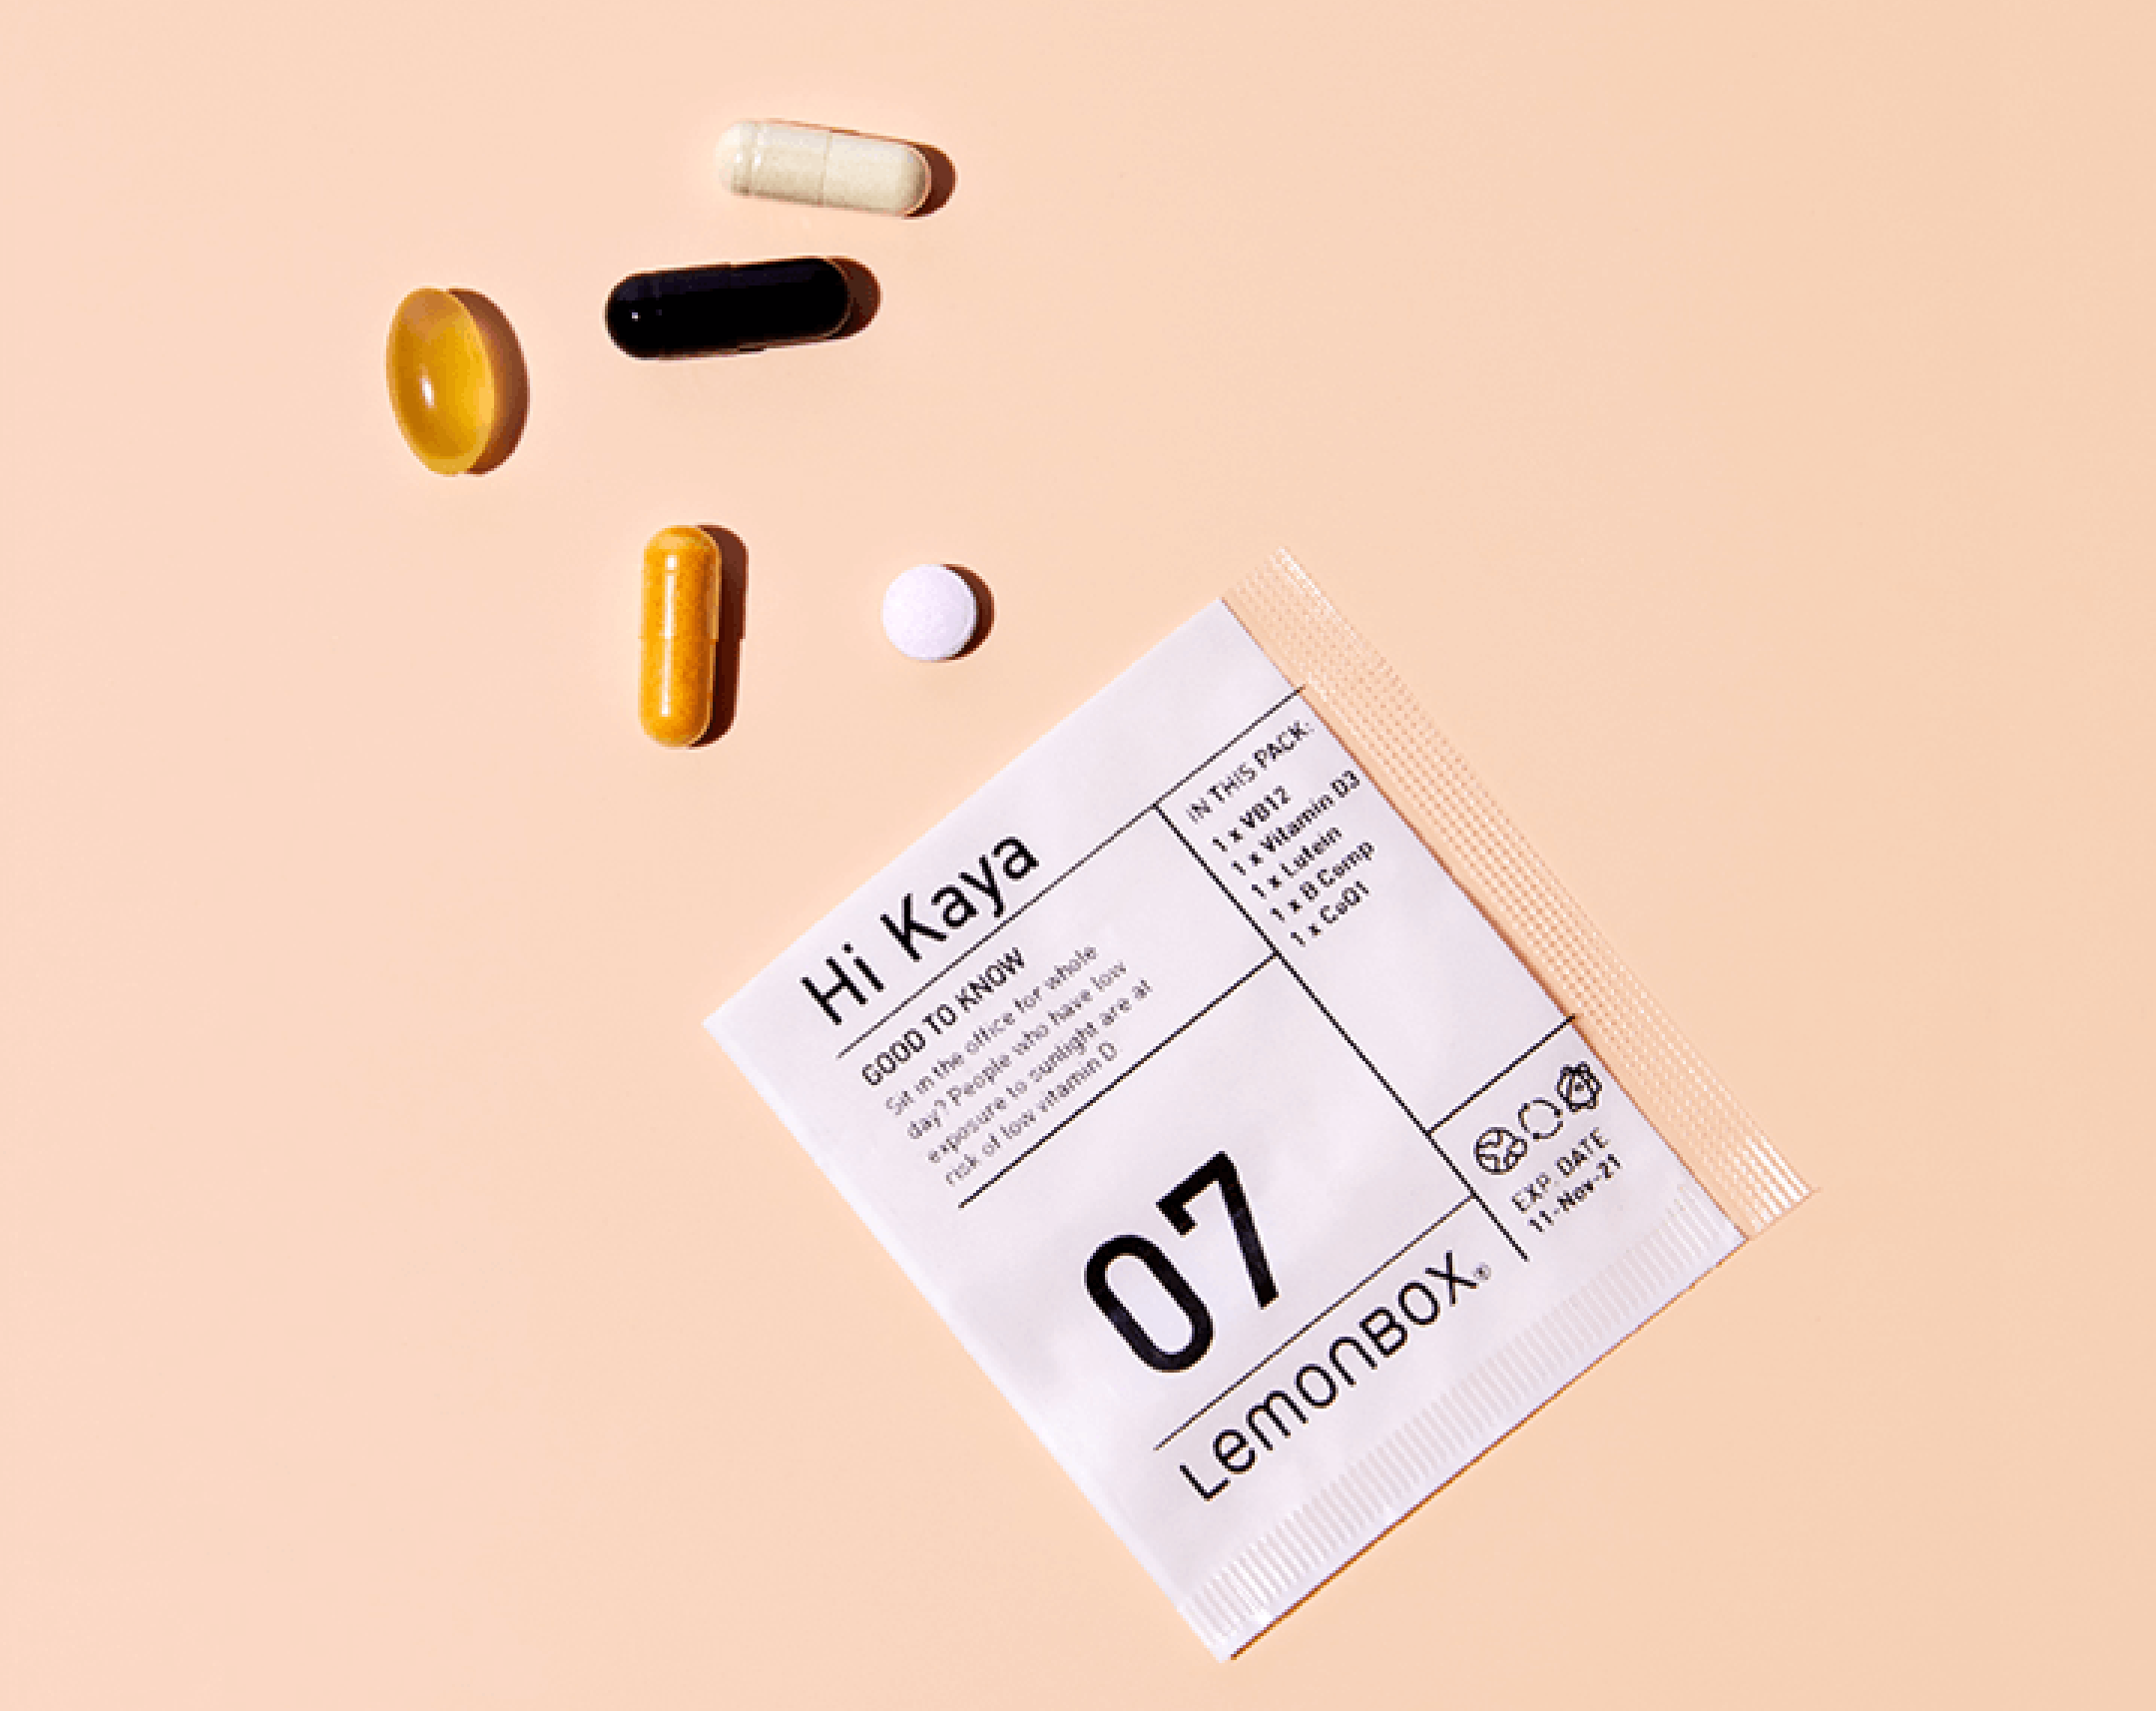 Hi Kaya
GOOD TO KNOW
Sit in the office for whole
day? People who have low
exposure to sunlight are at
risk of low vitamin D.
IN THIS PACK:
1 x VB12
1 x Vitamin D3
1 x Lutein
1 x B Comp
1 x CoQ1
07
EXP. DATE
11-Nov-21
LemonBOX®